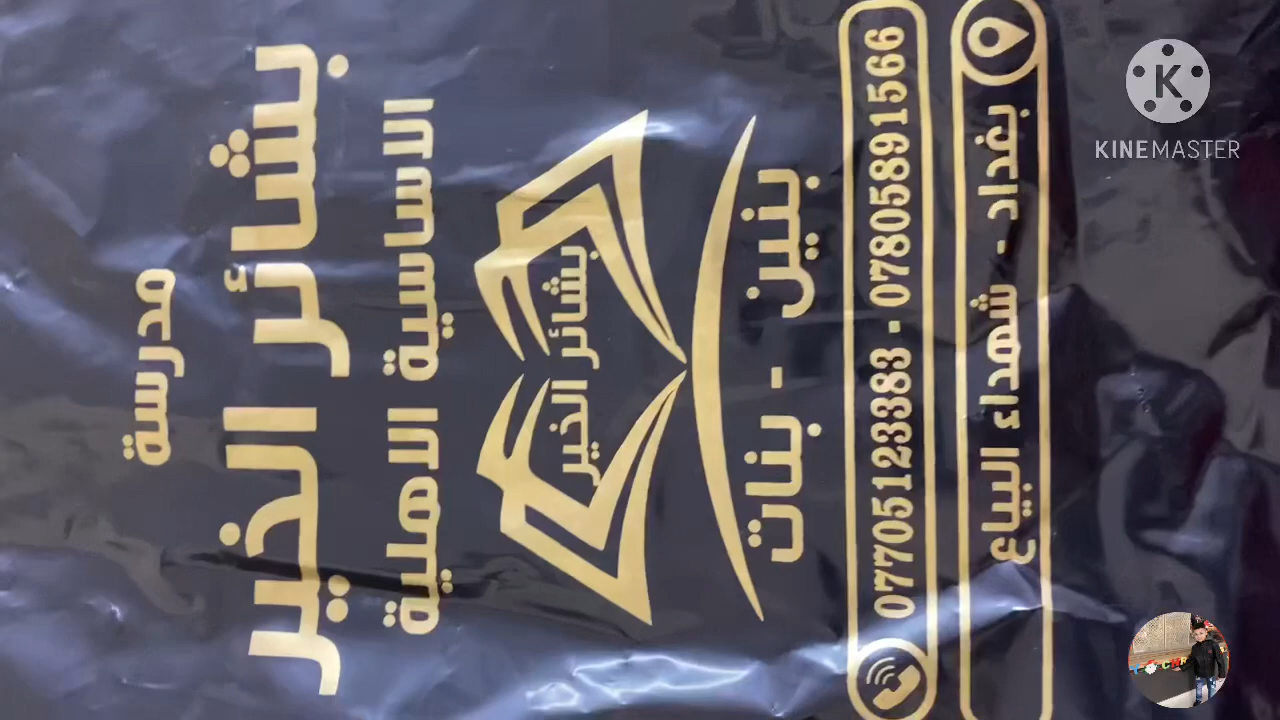 مدرسة
بشائر الخير
الاساسية الاهلية
بشائر الخير
بنين - بنات
07705123383 - 07805891566
بغداد - شهداء البياع
KINEMASTER